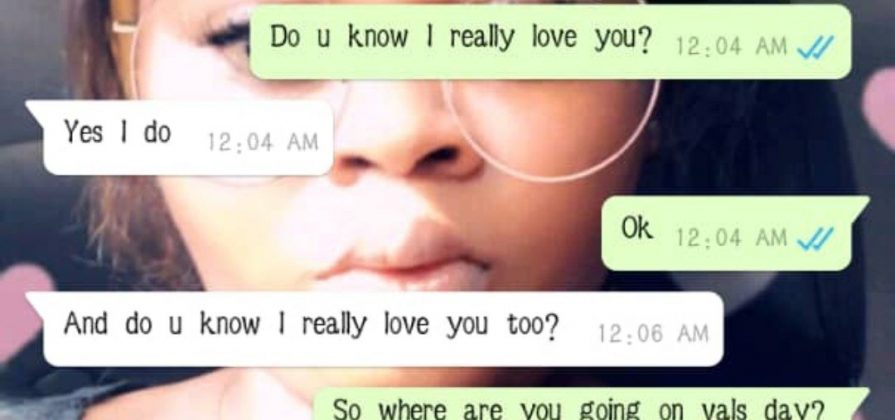 Do u know I really love you? 12:04 AM
Yes I do 12:04 AM
Ok 12:04 AM
And do u know I really love you too? 12:06 AM
So where are you going on vals day?